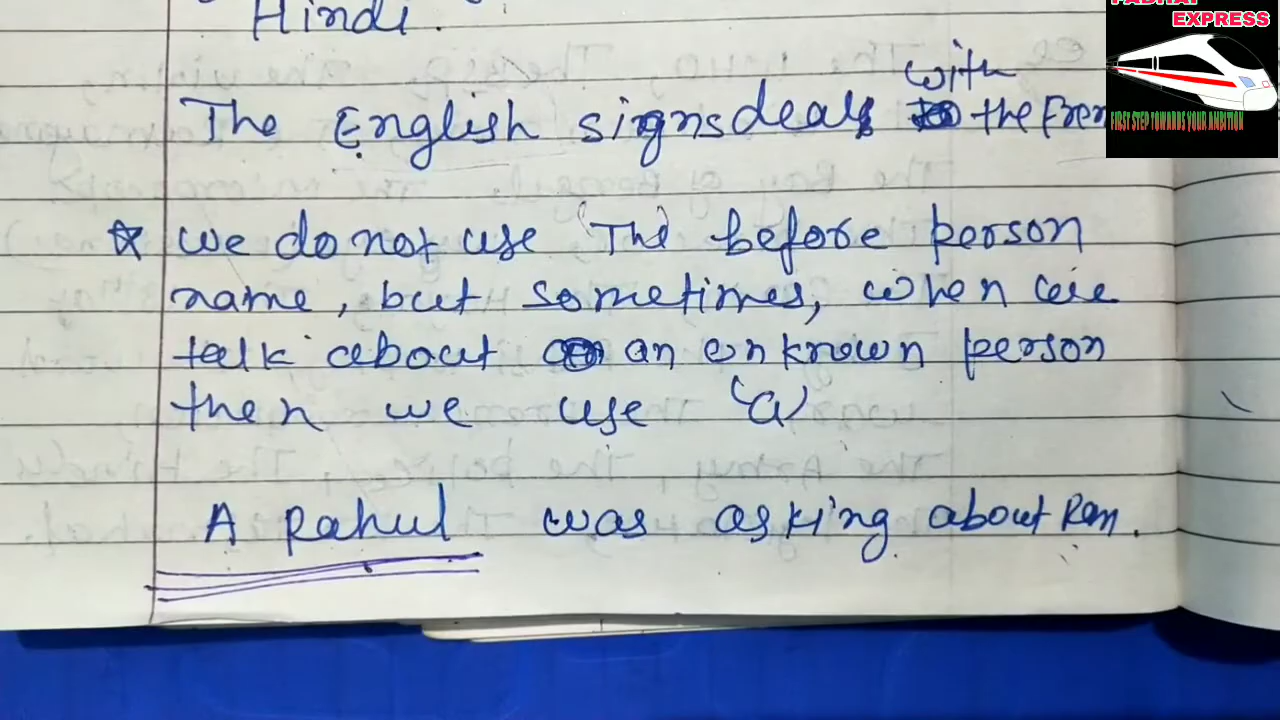 Hindi.
PADHAI
EXPRESS
FIRST STEP TOWARDS YOUR AMBITION
with
The English signs deal the Fren
☆ we do not use 'The' before person
name, but sometimes, when we
talk about an unknown person
then we use 'a'
A Rahul was asking about Ram.